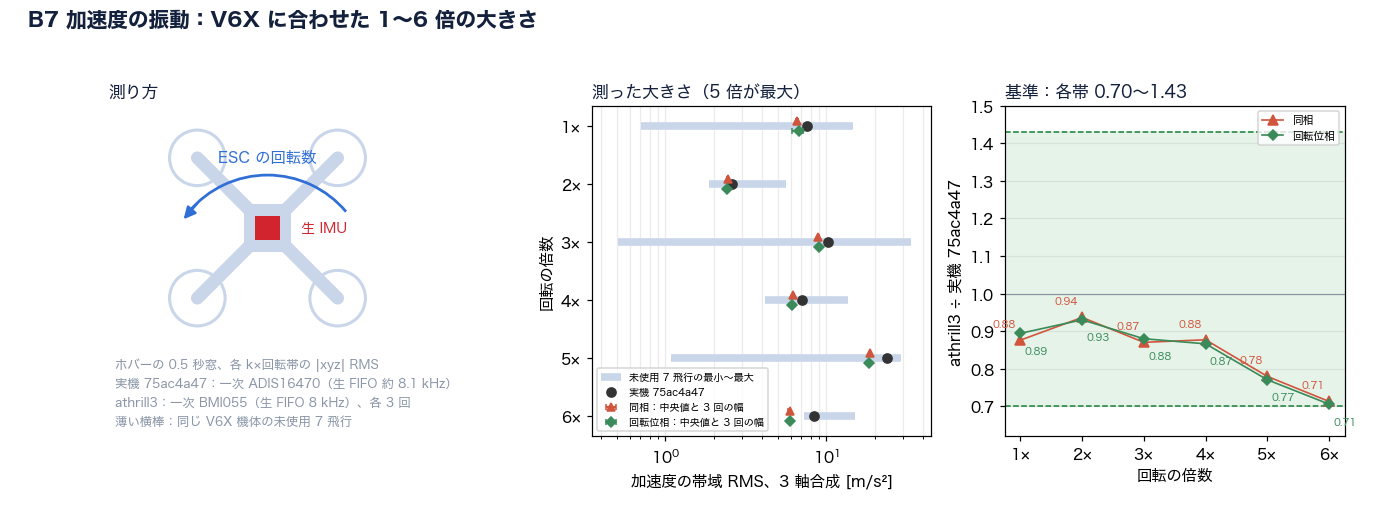 B7 加速度の振動：V6X に合わせた 1〜6 倍の大きさ
測り方
ESC の回転数
生 IMU
ホバーの 0.5 秒窓、各 k×回転帯の |xyz| RMS
実機 75ac4a47：一次 ADIS16470（生 FIFO 約 8.1 kHz）
athrill3：一次 BMI055（生 FIFO 8 kHz）、各 3 回
薄い横棒：同じ V6X 機体の未使用 7 飛行
測った大きさ（5 倍が最大）
回転の倍数
1×
2×
3×
4×
5×
6×
未使用 7 飛行の最小〜最大
実機 75ac4a47
同相：中央値と 3 回の幅
回転位相：中央値と 3 回の幅
10⁰
10¹
加速度の帯域 RMS、3 軸合成 [m/s²]
基準：各帯 0.70〜1.43
athrill3 ÷ 実機 75ac4a47
1.5
1.4
1.3
1.2
1.1
1.0
0.9
0.8
0.7
同相
回転位相
0.88
0.94
0.87
0.88
0.78
0.71
0.89
0.93
0.88
0.87
0.77
0.71
1×
2×
3×
4×
5×
6×
回転の倍数